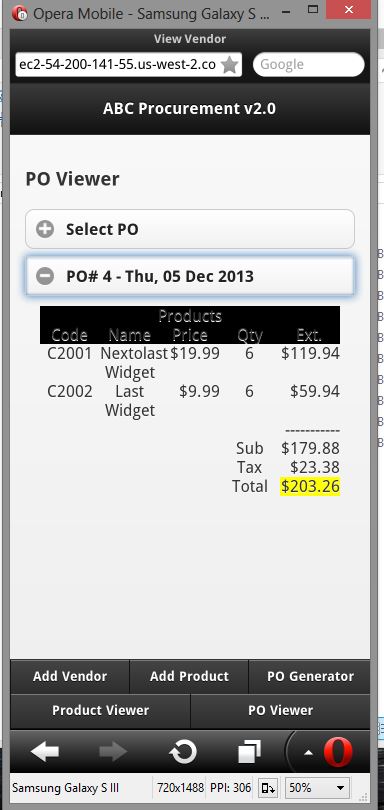 Opera Mobile - Samsung Galaxy S ...
View Vendor
ec2-54-200-141-55.us-west-2.co Google
ABC Procurement v2.0
PO Viewer
Select PO
PO# 4 - Thu, 05 Dec 2013
Products
Code Name Price Qty Ext.
C2001 Nextolast $19.99 6 $119.94
Widget
C2002 Last $9.99 6 $59.94
Widget
-----------
Sub $179.88
Tax $23.38
Total $203.26
Add Vendor Add Product PO Generator
Product Viewer PO Viewer
Samsung Galaxy S III 720x1488 PPI: 306 50%